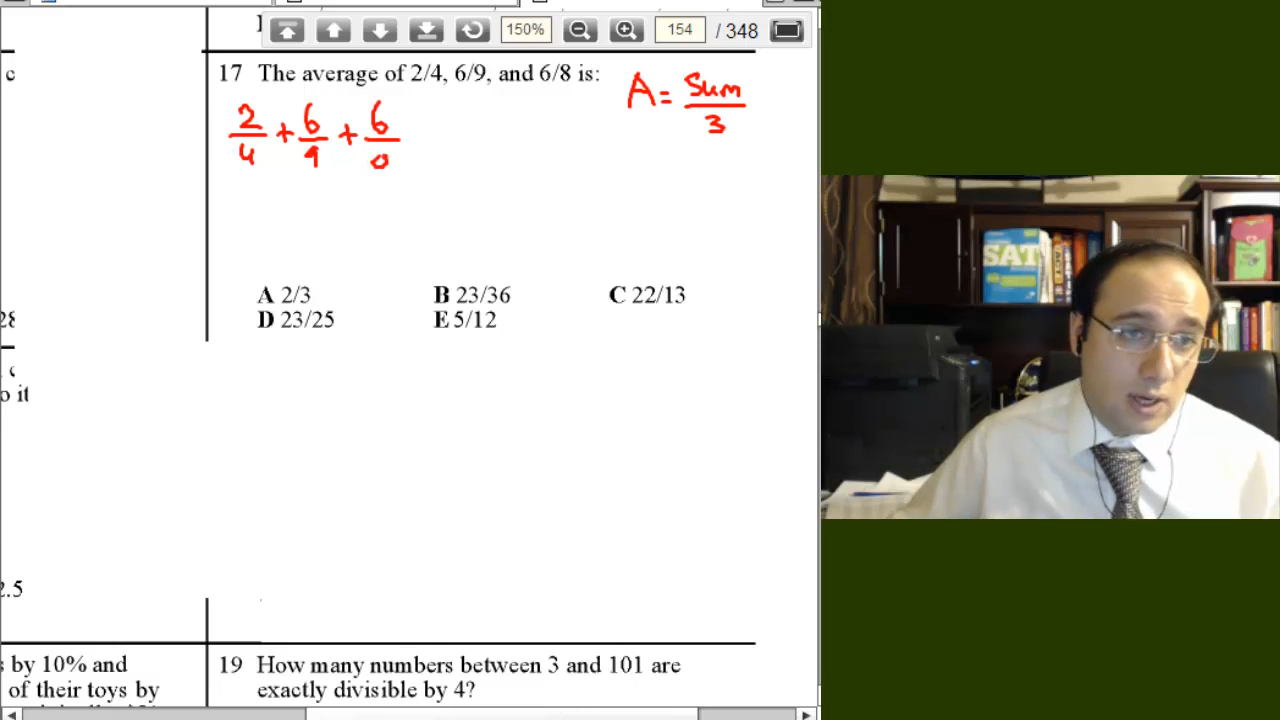 150% 154 / 348
c
17 The average of 2/4, 6/9, and 6/8 is:
A = Sum/3
2/4 + 6/9 + 6/0
A 2/3 B 23/36 C 22/13
28
D 23/25 E 5/12
o it
2.5
s by 10% and
of their toys by
19 How many numbers between 3 and 101 are
exactly divisible by 4?
SAT